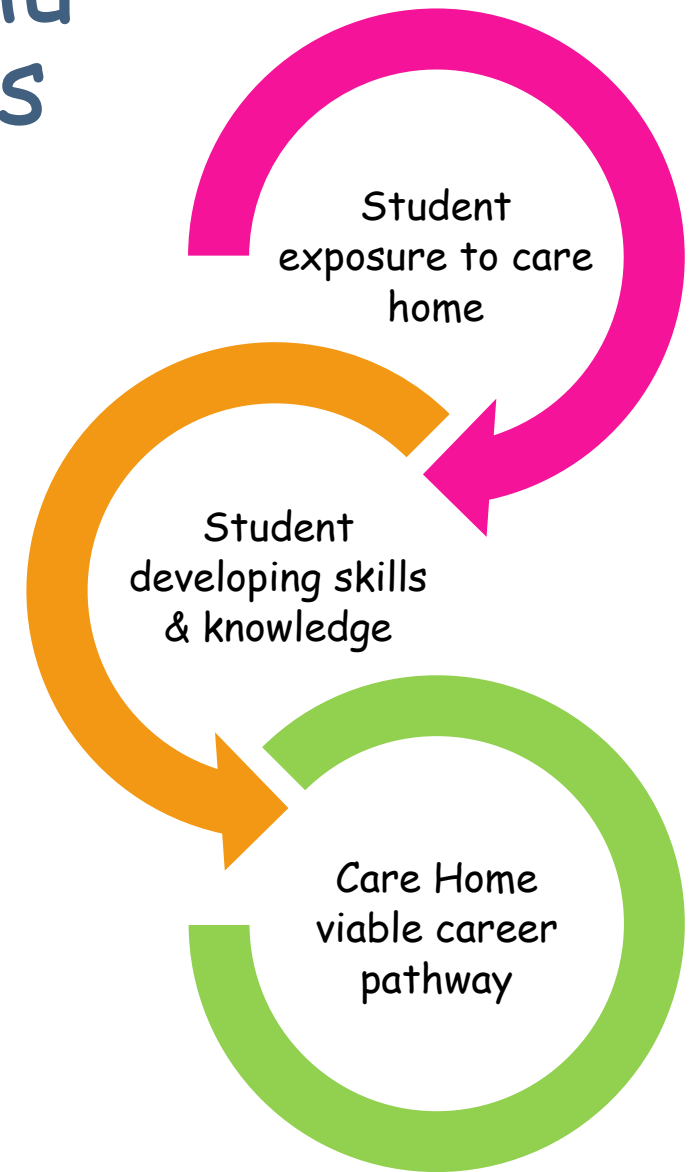 Student
exposure to care
home
Student
developing skills
& knowledge
Care Home
viable career
pathway